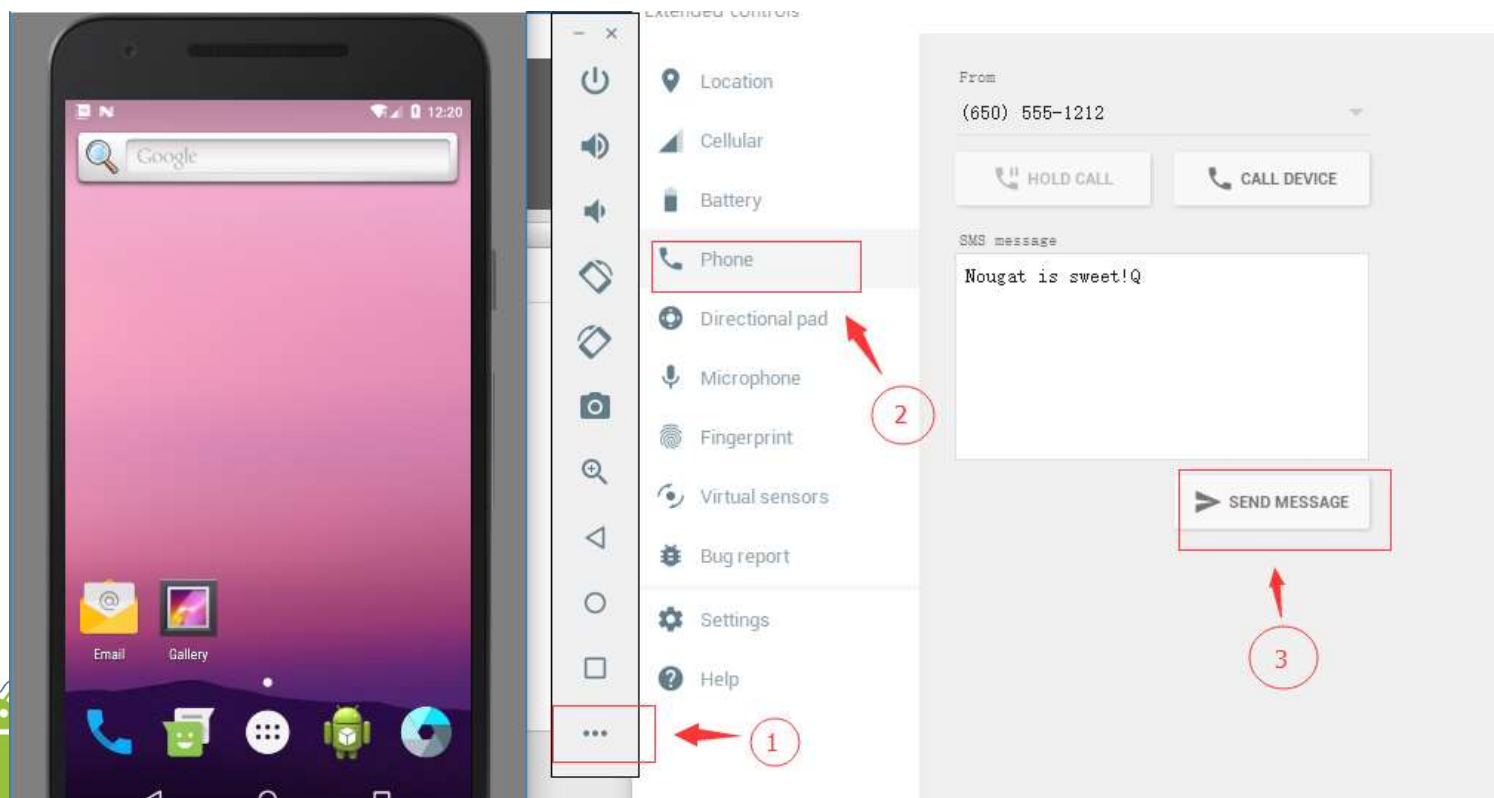 Extended controls
12:20
Google
Email
Gallery
1
Location
Cellular
Battery
Phone
Directional pad
Microphone
Fingerprint
Virtual sensors
Bug report
Settings
Help
2
From
(650) 555-1212
HOLD CALL
CALL DEVICE
SMS message
Nougat is sweet!Q
SEND MESSAGE
3